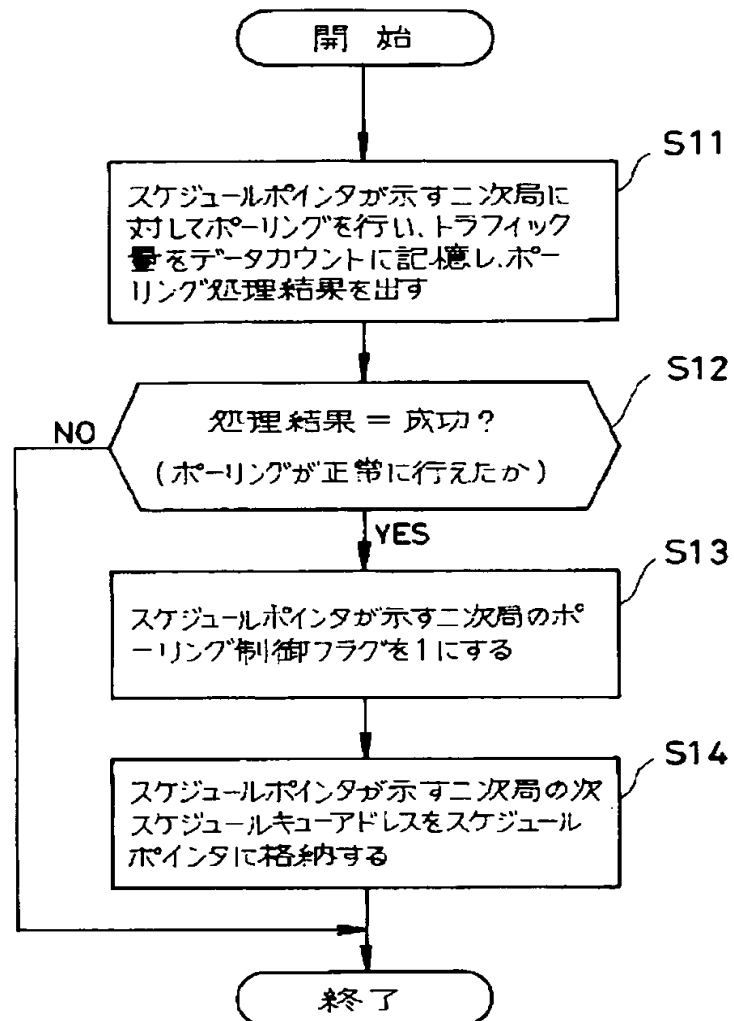 開始
S11
スケジュールポインタが示す二次局に
対してポーリングを行い、トラフィック
量をデータカウントに記憶し、ポー
リング処理結果を出す
S12
処理結果 = 成功?
(ポーリングが正常に行えたか)
NO
YES
S13
スケジュールポインタが示す二次局のポ
ーリング制御フラグを1にする
S14
スケジュールポインタが示す二次局の次
スケジュールキューアドレスをスケジュール
ポインタに格納する
終了